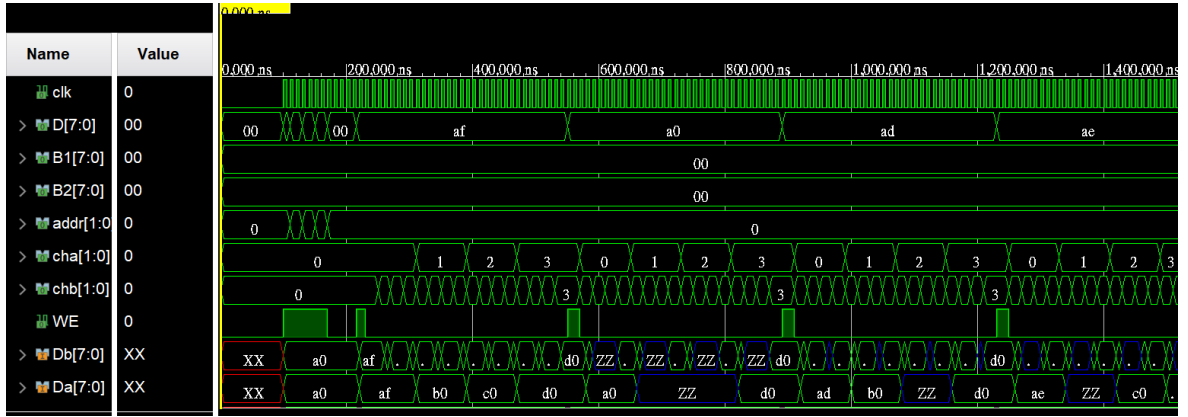 0.000 ns
Name Value 0,000 ns 200,000 ns 400,000 ns 600,000 ns 800,000 ns 1,000,000 ns 1,200,000 ns 1,400,000 ns
clk 0
D[7:0] 00 00 00 af a0 ad ae
B1[7:0] 00 00
B2[7:0] 00 00
addr[1:0 0 0 0
cha[1:0] 0 0 1 2 3 0 1 2 3 0 1 2 3 0 1 2 3
chb[1:0] 0 0 3 3 3
WE 0
Db[7:0] XX XX a0 af . . . . . . . d0 ZZ . ZZ . ZZ . ZZ d0 . . . . . . . d0 . . . . .
Da[7:0] XX XX a0 af b0 c0 d0 a0 ZZ d0 ad b0 ZZ d0 ae ZZ c0 .